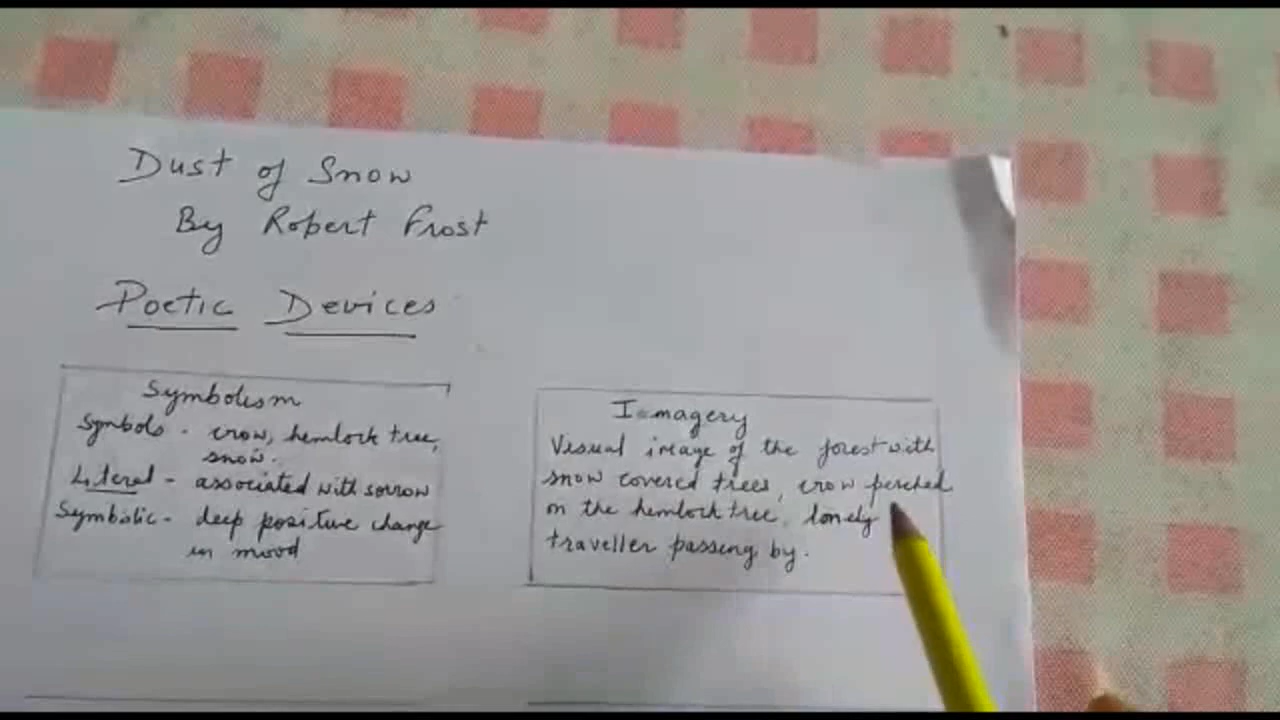 Dust of Snow
By Robert Frost
Poetic Devices
Symbolism
Symbols - crow, hemlock tree,
snow.
Literal - associated with sorrow
Symbolic - deep positive change
in mood
Imagery
Visual image of the forest with
snow covered trees, crow perched
on the hemlock tree, lonely
traveller passing by.